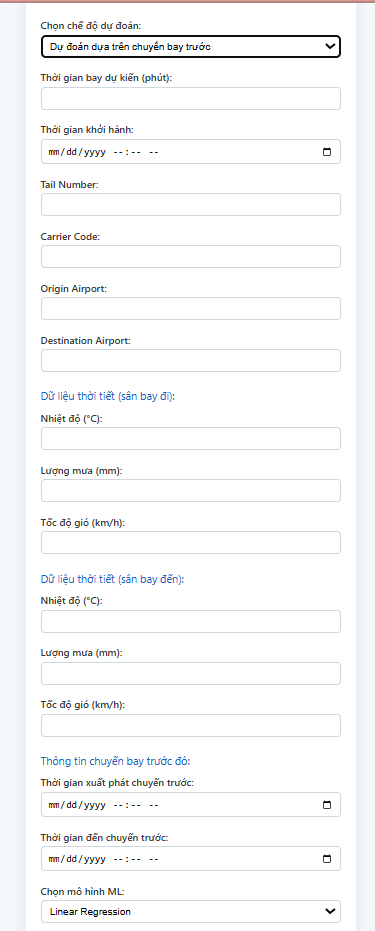 Chọn chế độ dự đoán:
Dự đoán dựa trên chuyến bay trước
Thời gian bay dự kiến (phút):
Thời gian khởi hành:
mm/dd/yyyy --:-- --
Tail Number:
Carrier Code:
Origin Airport:
Destination Airport:
Dữ liệu thời tiết (sân bay đi):
Nhiệt độ (°C):
Lượng mưa (mm):
Tốc độ gió (km/h):
Dữ liệu thời tiết (sân bay đến):
Nhiệt độ (°C):
Lượng mưa (mm):
Tốc độ gió (km/h):
Thông tin chuyến bay trước đó:
Thời gian xuất phát chuyến trước:
mm/dd/yyyy --:-- --
Thời gian đến chuyến trước:
mm/dd/yyyy --:-- --
Chọn mô hình ML:
Linear Regression